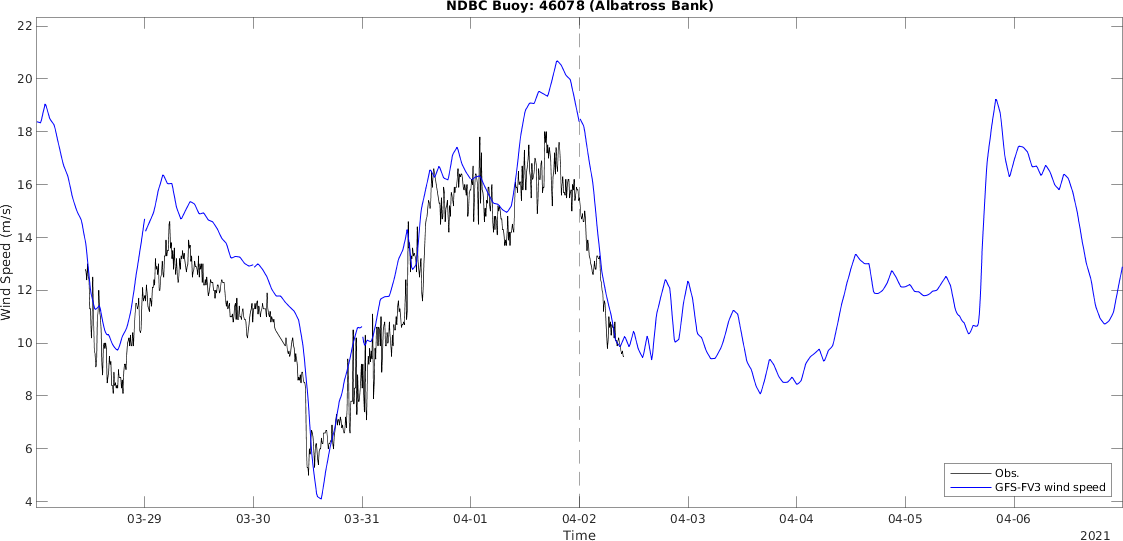 NDBC Buoy: 46078 (Albatross Bank)
22
20
18
16
14
12
10
8
6
4
Wind Speed (m/s)
03-29 03-30 03-31 04-01 04-02 04-03 04-04 04-05 04-06
Time
2021
Obs.
GFS-FV3 wind speed